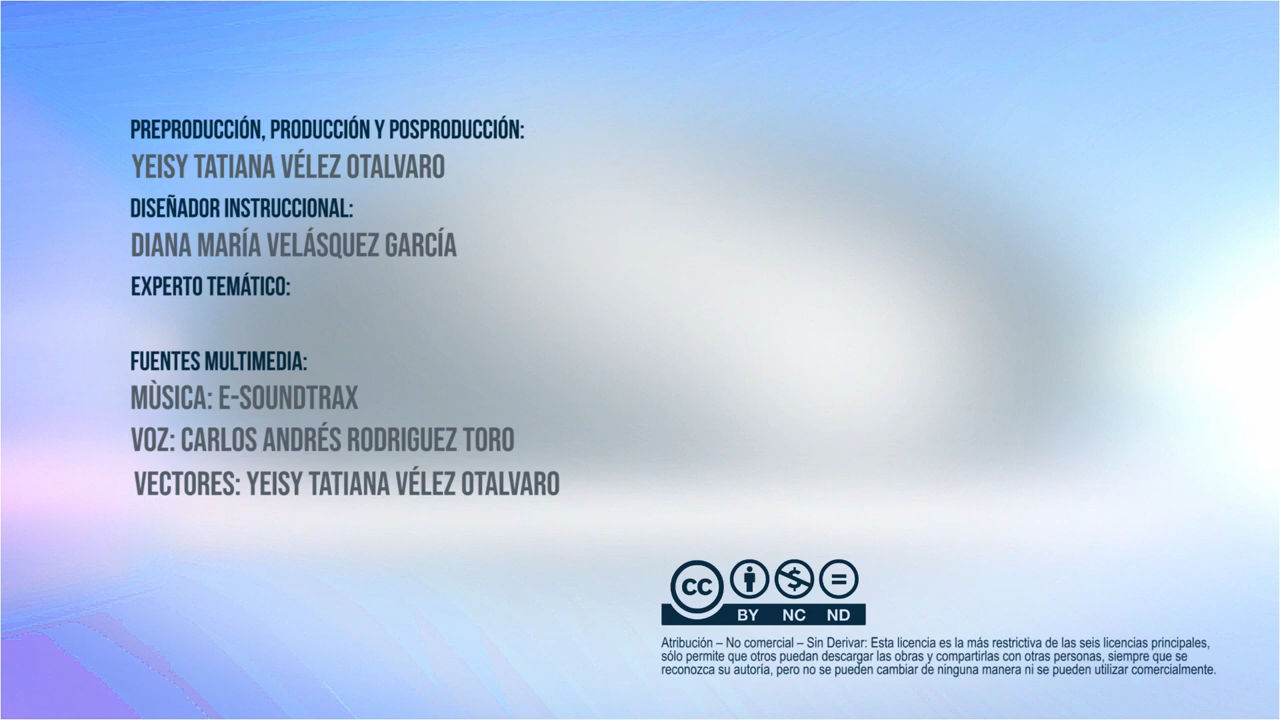 PREPRODUCCIÓN, PRODUCCIÓN Y POSPRODUCCIÓN:
YEISY TATIANA VÉLEZ OTALVARO
DISEÑADOR INSTRUCCIONAL:
DIANA MARÍA VELÁSQUEZ GARCÍA
EXPERTO TEMÁTICO:
FUENTES MULTIMEDIA:
MÙSICA: E-SOUNDTRAX
VOZ: CARLOS ANDRÉS RODRIGUEZ TORO
VECTORES: YEISY TATIANA VÉLEZ OTALVARO
CC
BY NC ND
Atribución – No comercial – Sin Derivar: Esta licencia es la más restrictiva de las seis licencias principales,
sólo permite que otros puedan descargar las obras y compartirlas con otras personas, siempre que se
reconozca su autoría, pero no se pueden cambiar de ninguna manera ni se pueden utilizar comercialmente.